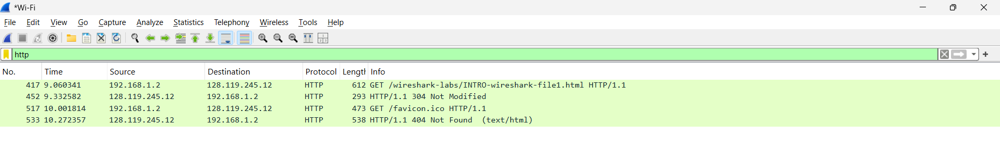 *Wi-Fi
File Edit View Go Capture Analyze Statistics Telephony Wireless Tools Help
http
No. Time Source Destination Protocol Lengtl Info
417 9.060341 192.168.1.2 128.119.245.12 HTTP 612 GET /wireshark-labs/INTRO-wireshark-file1.html HTTP/1.1
452 9.332582 128.119.245.12 192.168.1.2 HTTP 293 HTTP/1.1 304 Not Modified
517 10.001814 192.168.1.2 128.119.245.12 HTTP 473 GET /favicon.ico HTTP/1.1
533 10.272357 128.119.245.12 192.168.1.2 HTTP 538 HTTP/1.1 404 Not Found (text/html)